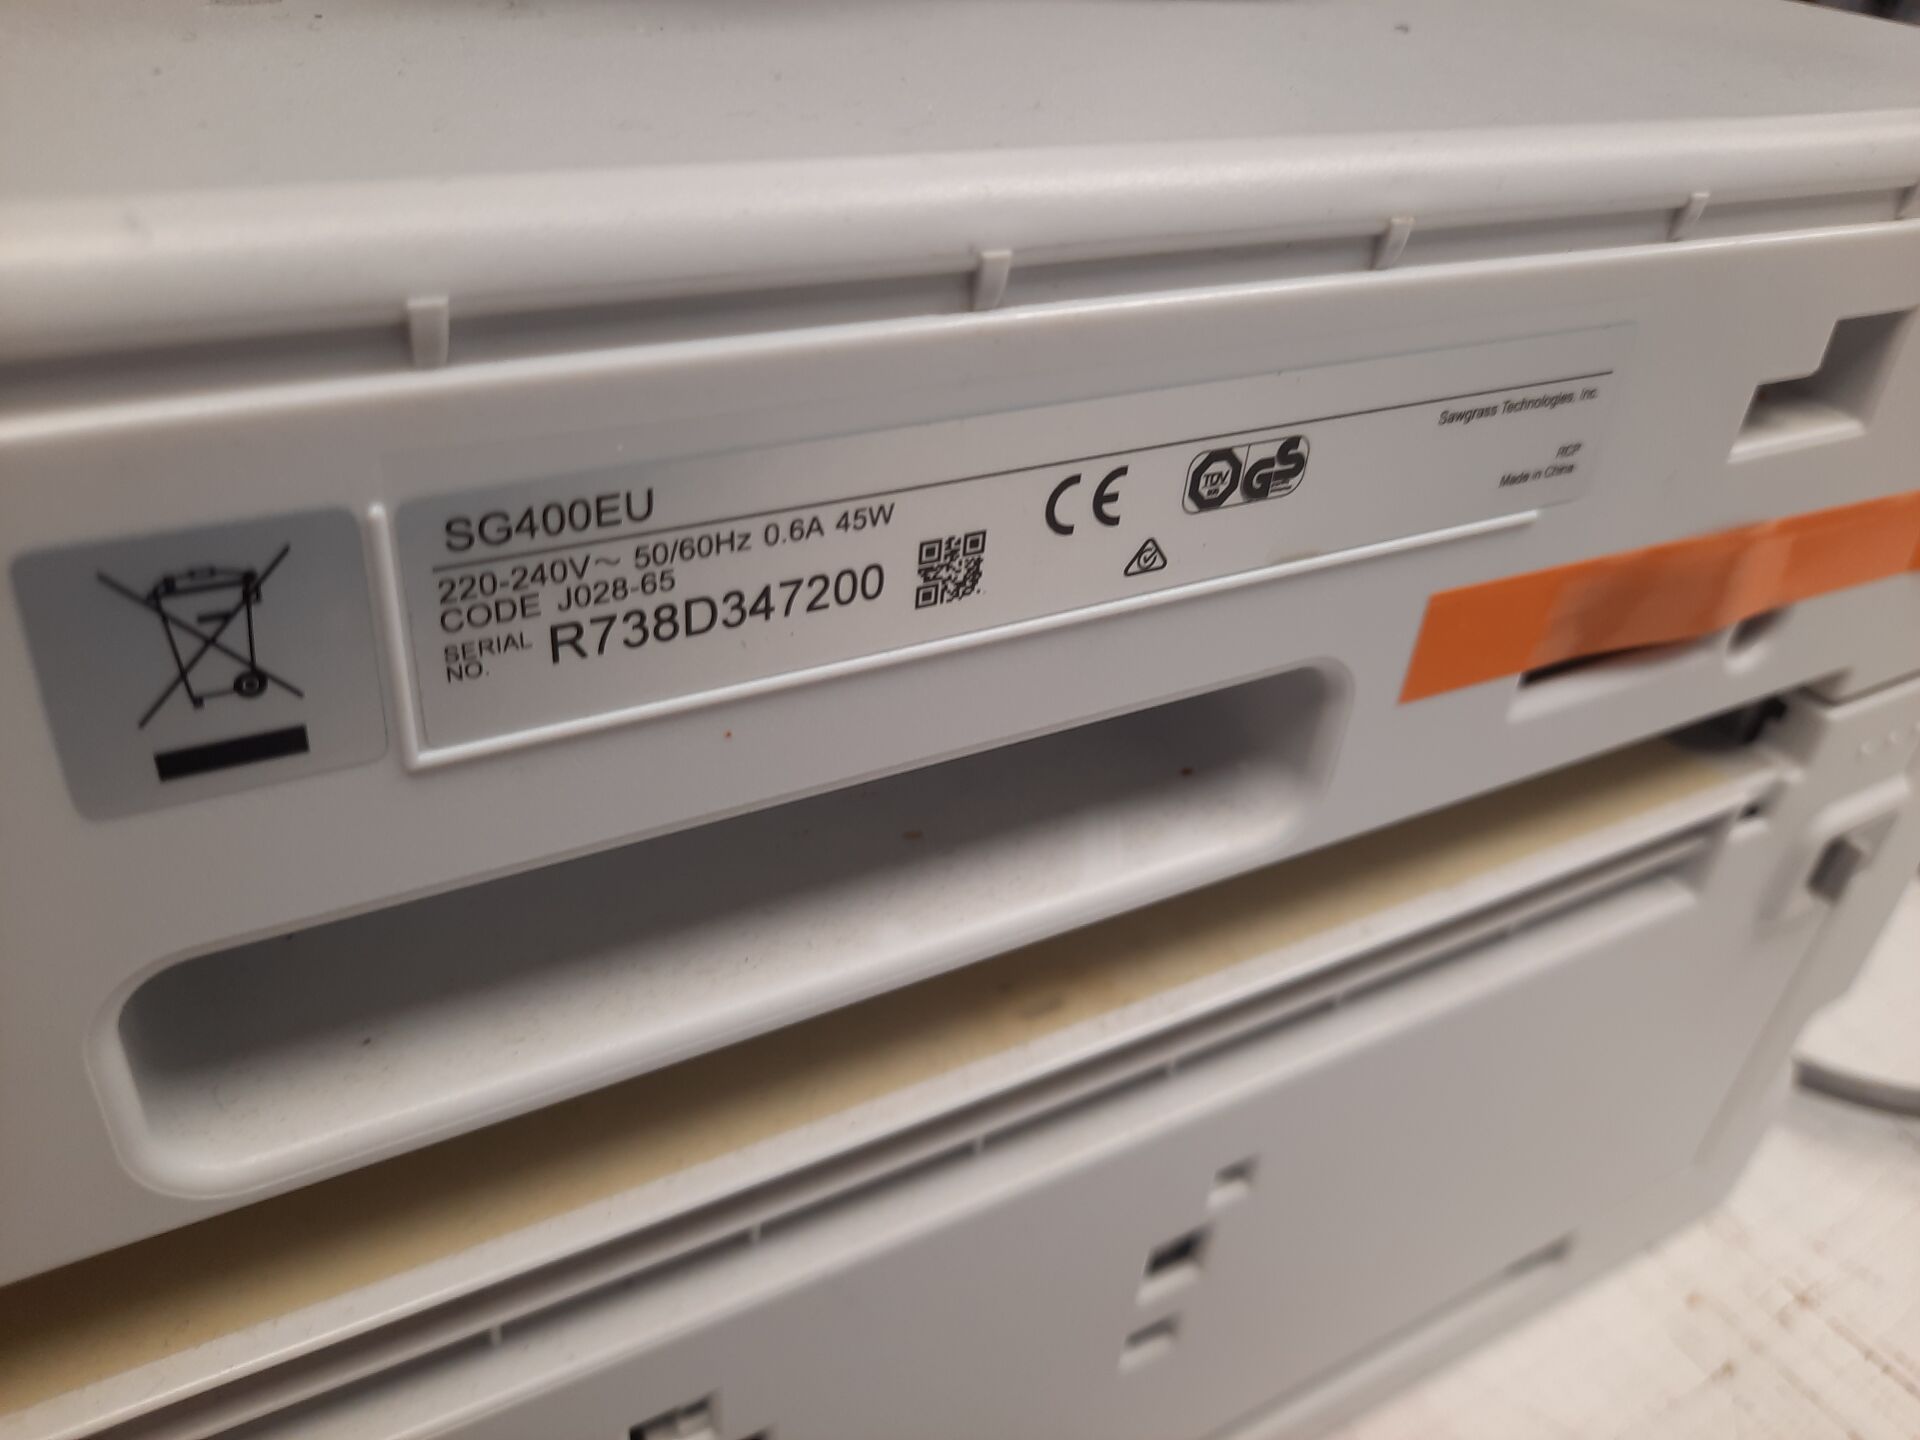 SG400EU
220-240V~ 50/60Hz 0.6A 45W
CODE J028-65
SERIAL NO. R738D347200
CE
TÜV GS
Sawgrass Technologies, Inc.
RCP
Made in China